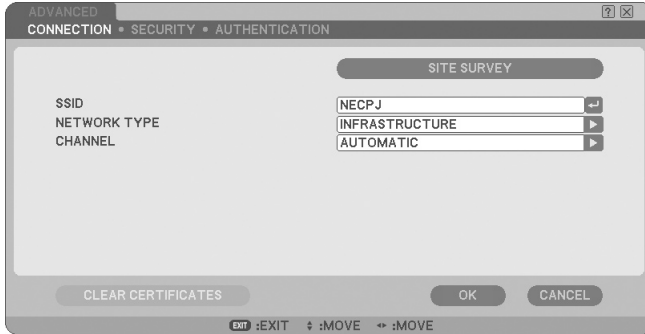 ADVANCED
CONNECTION • SECURITY • AUTHENTICATION
SITE SURVEY
SSID NECPJ
NETWORK TYPE INFRASTRUCTURE
CHANNEL AUTOMATIC
CLEAR CERTIFICATES OK CANCEL
EXIT :EXIT :MOVE :MOVE